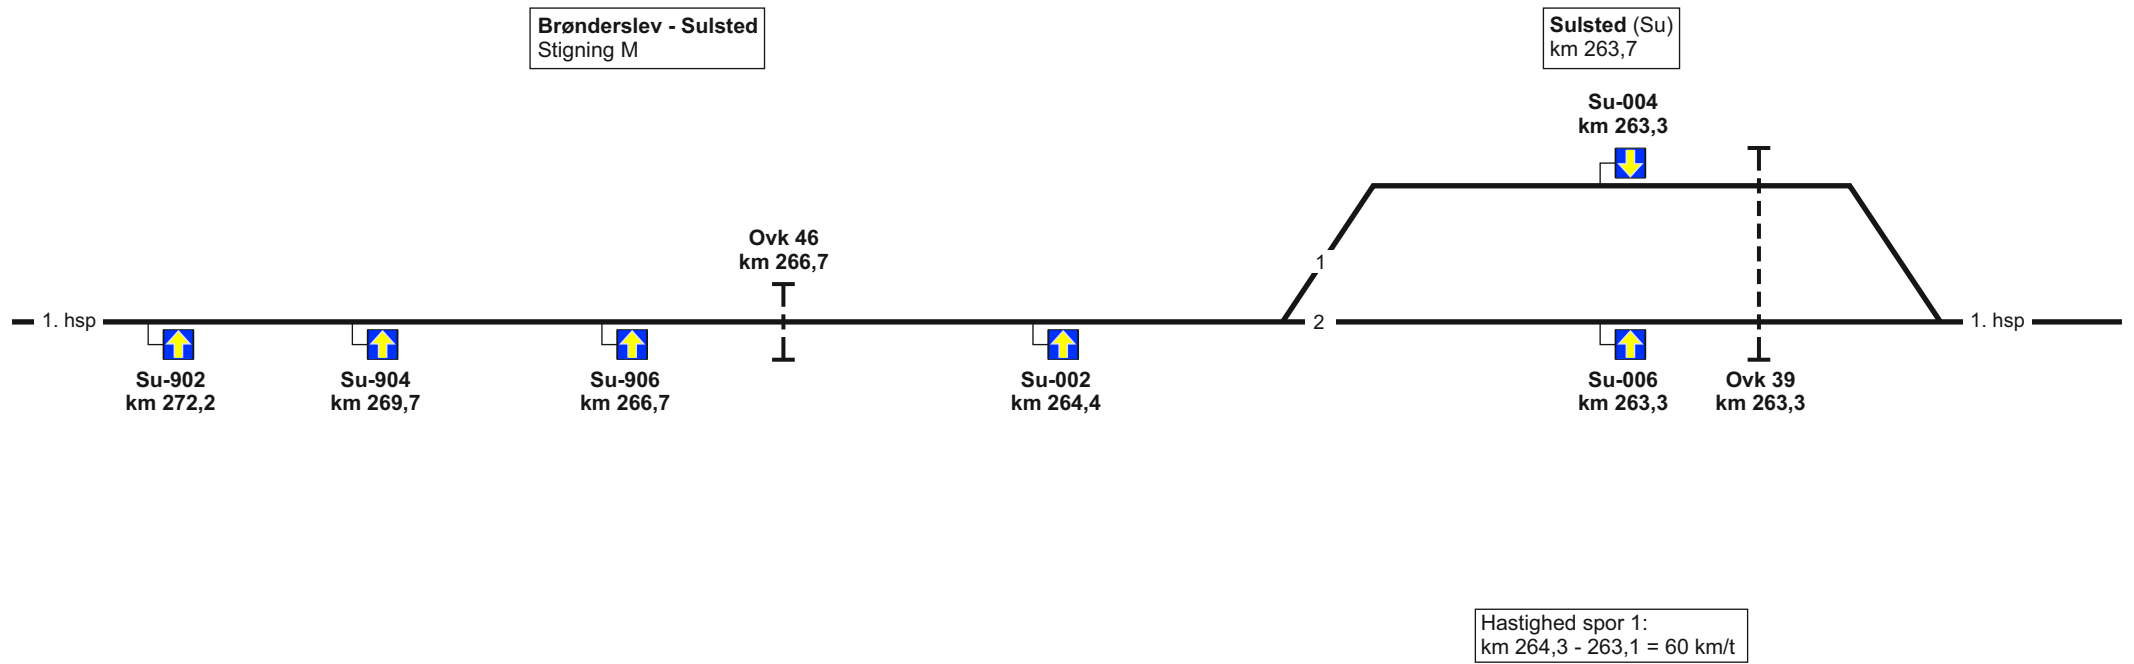 Brønderslev - Sulsted
Stigning M
Sulsted (Su)
km 263,7
Su-004
km 263,3
Ovk 46
km 266,7
1
1. hsp
2
1. hsp
Su-902
km 272,2
Su-904
km 269,7
Su-906
km 266,7
Su-002
km 264,4
Su-006
km 263,3
Ovk 39
km 263,3
Hastighed spor 1:
km 264,3 - 263,1 = 60 km/t